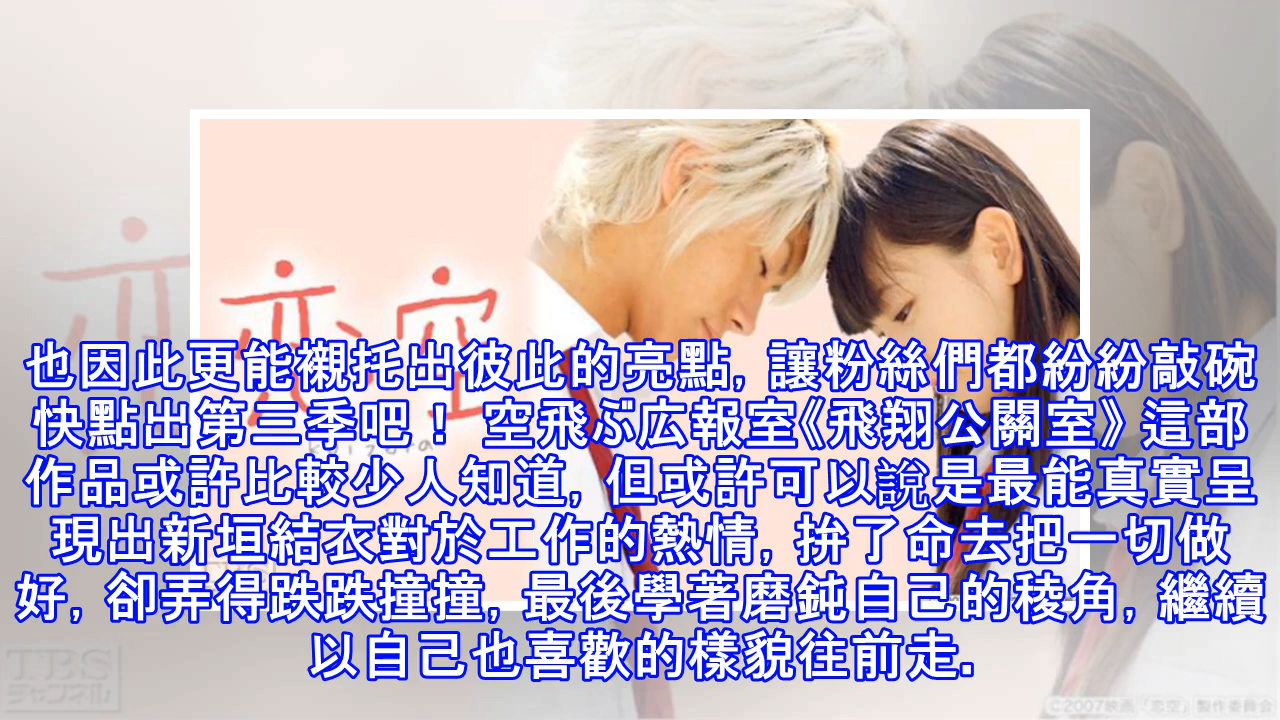 恋空
koizora
也因此更能襯托出彼此的亮點, 讓粉絲們都紛紛敲碗
快點出第三季吧！ 空飛ぶ広報室《飛翔公關室》這部
作品或許比較少人知道, 但或許可以說是最能真實呈
現出新垣結衣對於工作的熱情, 拚了命去把一切做
好, 卻弄得跌跌撞撞, 最後學著磨鈍自己的稜角, 繼續
以自己也喜歡的樣貌往前走.
TBS
チャンネル
©2007映画「恋空」製作委員会